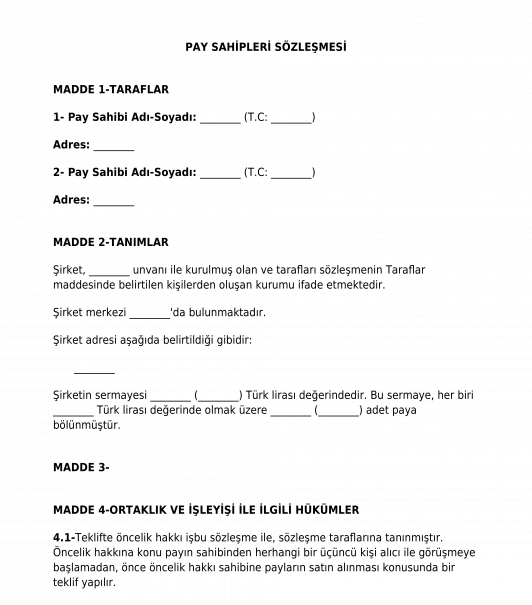 PAY SAHİPLERİ SÖZLEŞMESİ
MADDE 1-TARAFLAR
1- Pay Sahibi Adı-Soyadı: ________ (T.C: ________)
Adres: ________
2- Pay Sahibi Adı-Soyadı: ________ (T.C: ________)
Adres: ________
MADDE 2-TANIMLAR
Şirket, ________ unvanı ile kurulmuş olan ve tarafları sözleşmenin Taraflar
maddesinde belirtilen kişilerden oluşan kurumu ifade etmektedir.
Şirket merkezi ________'da bulunmaktadır.
Şirket adresi aşağıda belirtildiği gibidir:
________
Şirketin sermayesi ________ (________) Türk lirası değerindedir. Bu sermaye, her biri
________ Türk lirası değerinde olmak üzere ________ (________) adet paya
bölünmüştür.
MADDE 3-
MADDE 4-ORTAKLIK VE İŞLEYİŞİ İLE İLGİLİ HÜKÜMLER
4.1-Teklifte öncelik hakkı işbu sözleşme ile, sözleşme taraflarına tanınmıştır.
Öncelik hakkına konu payın sahibinden herhangi bir üçüncü kişi alıcı ile görüşmeye
başlamadan, önce öncelik hakkı sahibine payların satın alınması konusunda bir
teklif yapılır.